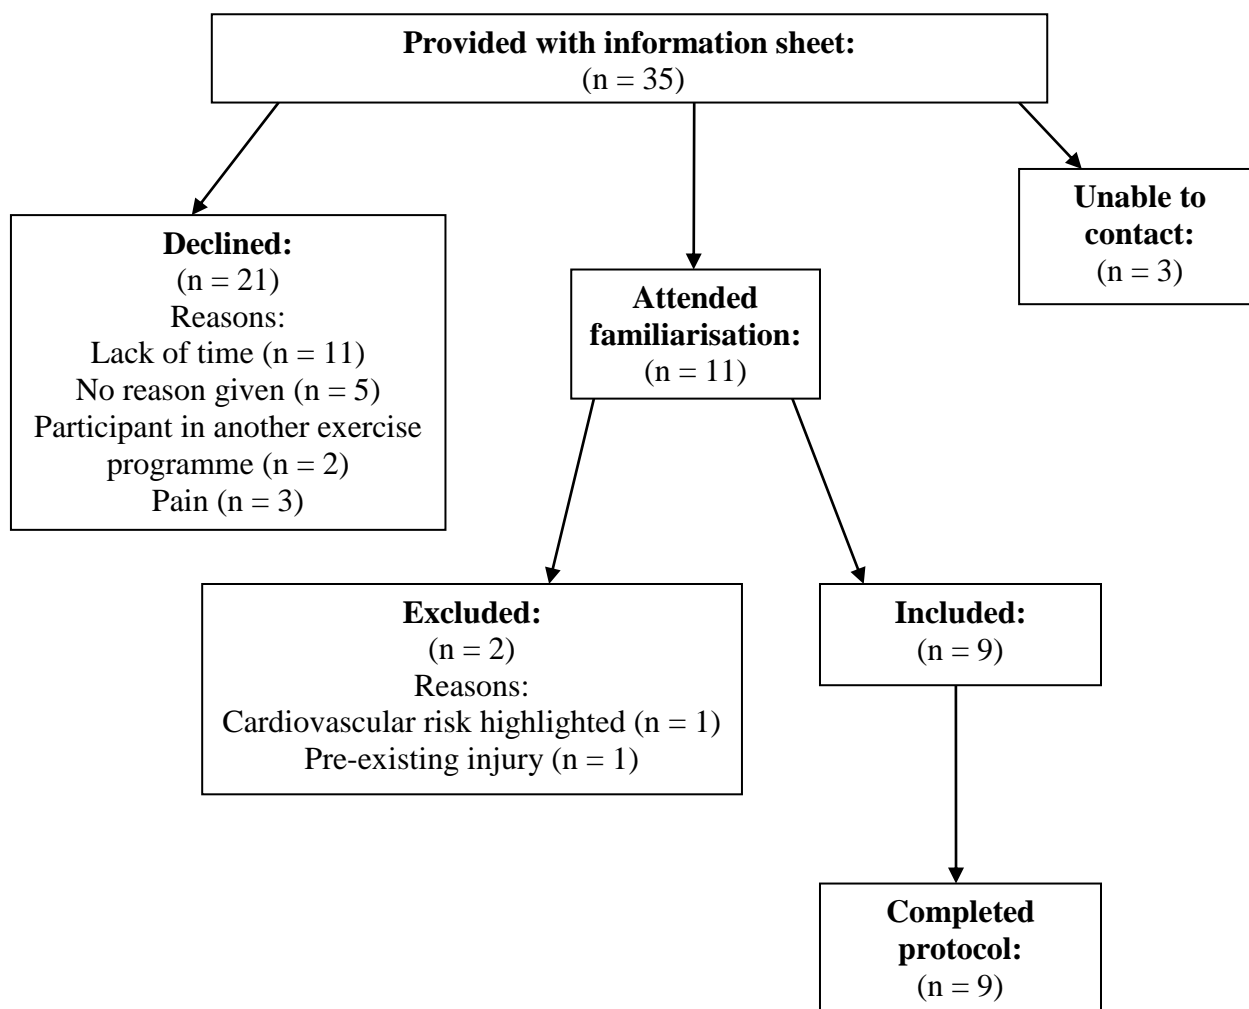 Provided with information sheet:
(n = 35)
Declined:
(n = 21)
Reasons:
Lack of time (n = 11)
No reason given (n = 5)
Participant in another exercise
programme (n = 2)
Pain (n = 3)
Attended
familiarisation:
(n = 11)
Unable to
contact:
(n = 3)
Excluded:
(n = 2)
Reasons:
Cardiovascular risk highlighted (n = 1)
Pre-existing injury (n = 1)
Included:
(n = 9)
Completed
protocol:
(n = 9)